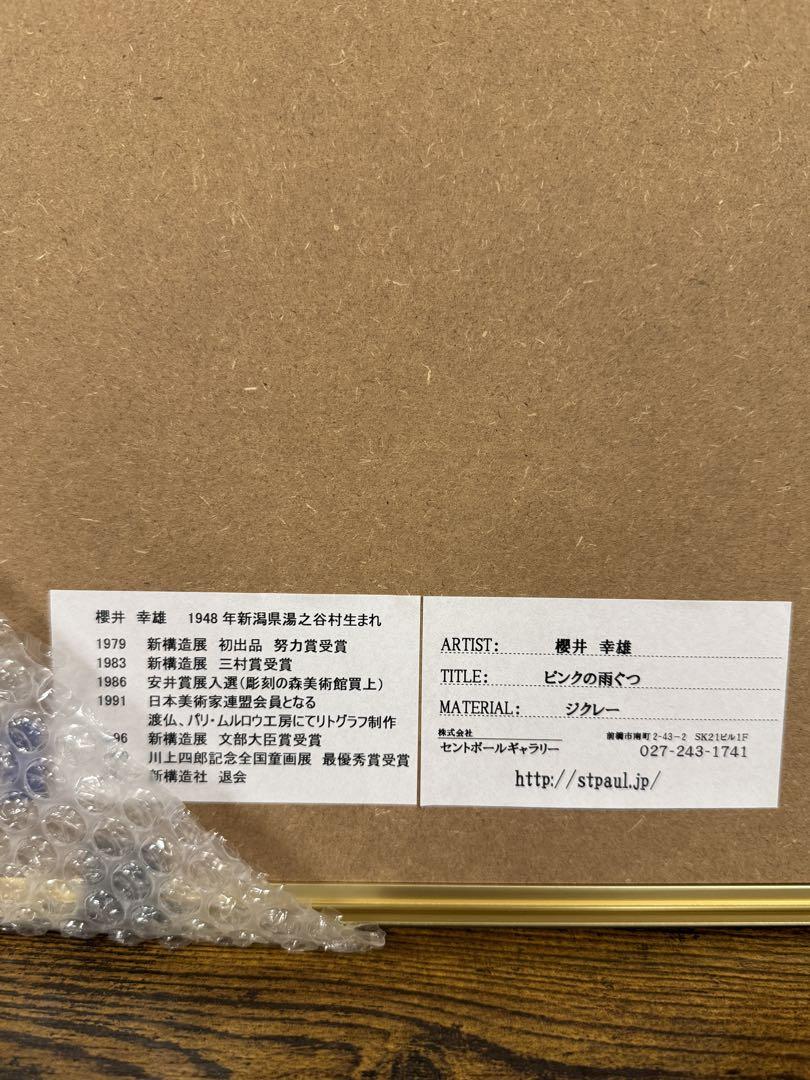 櫻井 幸雄 1948年新潟県湯之谷村生まれ
1979 新構造展 初出品 努力賞受賞
1983 新構造展 三村賞受賞
1986 安井賞展入選(彫刻の森美術館買上)
1991 日本美術家連盟会員となる
渡仏、パリ・ムルロウ工房にてリトグラフ制作
96 新構造展 文部大臣賞受賞
川上四郎記念全国童画展 最優秀賞受賞
新構造社 退会
ARTIST: 櫻井 幸雄
TITLE: ピンクの雨ぐつ
MATERIAL: ジクレー
株式会社
セントポールギャラリー
前橋市南町2-43-2 SK21ビル1F
027-243-1741
http://stpaul.jp/